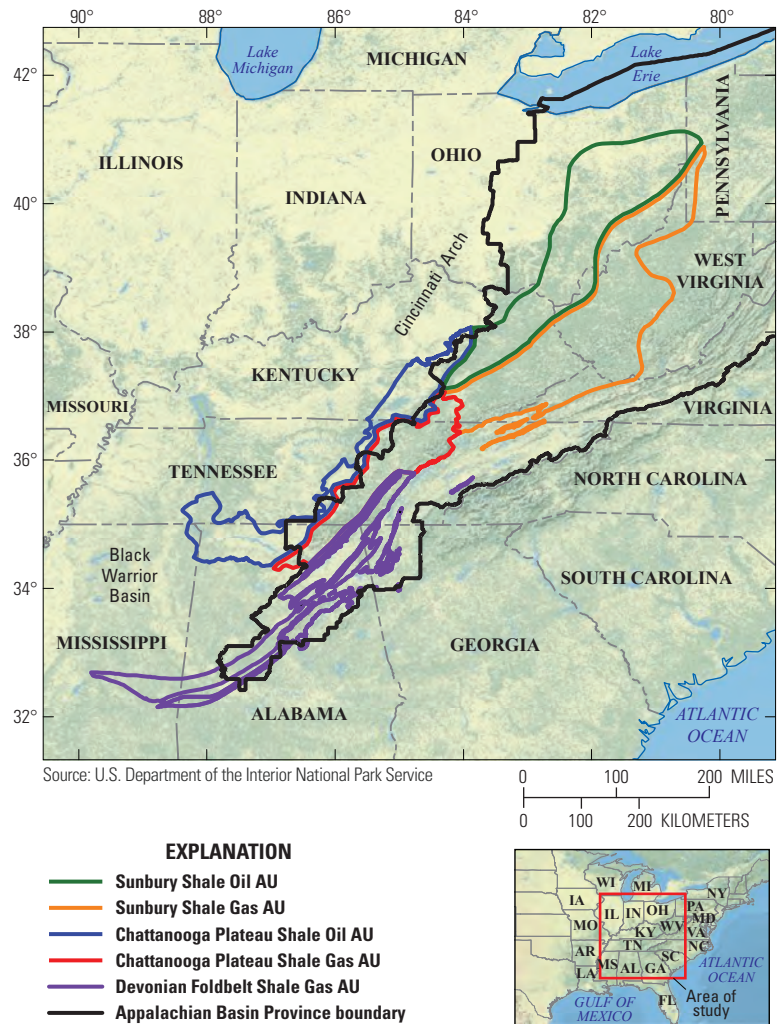 90° 88° 86° 84° 82° 80°
42°
40°
38°
36°
34°
32°
Lake
Michigan
MICHIGAN
Lake
Erie
PENNSYLVANIA
ILLINOIS
INDIANA
OHIO
WEST
VIRGINIA
Cincinnati Arch
KENTUCKY
MISSOURI
VIRGINIA
TENNESSEE
NORTH CAROLINA
Black
Warrior
Basin
SOUTH CAROLINA
MISSISSIPPI
GEORGIA
ALABAMA
ATLANTIC
OCEAN
Source: U.S. Department of the Interior National Park Service
0 100 200 MILES
0 100 200 KILOMETERS
EXPLANATION
Sunbury Shale Oil AU
Sunbury Shale Gas AU
Chattanooga Plateau Shale Oil AU
Chattanooga Plateau Shale Gas AU
Devonian Foldbelt Shale Gas AU
Appalachian Basin Province boundary
WI
MI
NY
IA
IL
IN
OH
PA
MD
MO
KY
WV
VA
TN
NC
AR
SC
MS
AL
GA
LA
FL
ATLANTIC
OCEAN
GULF OF
MEXICO
Area of
study